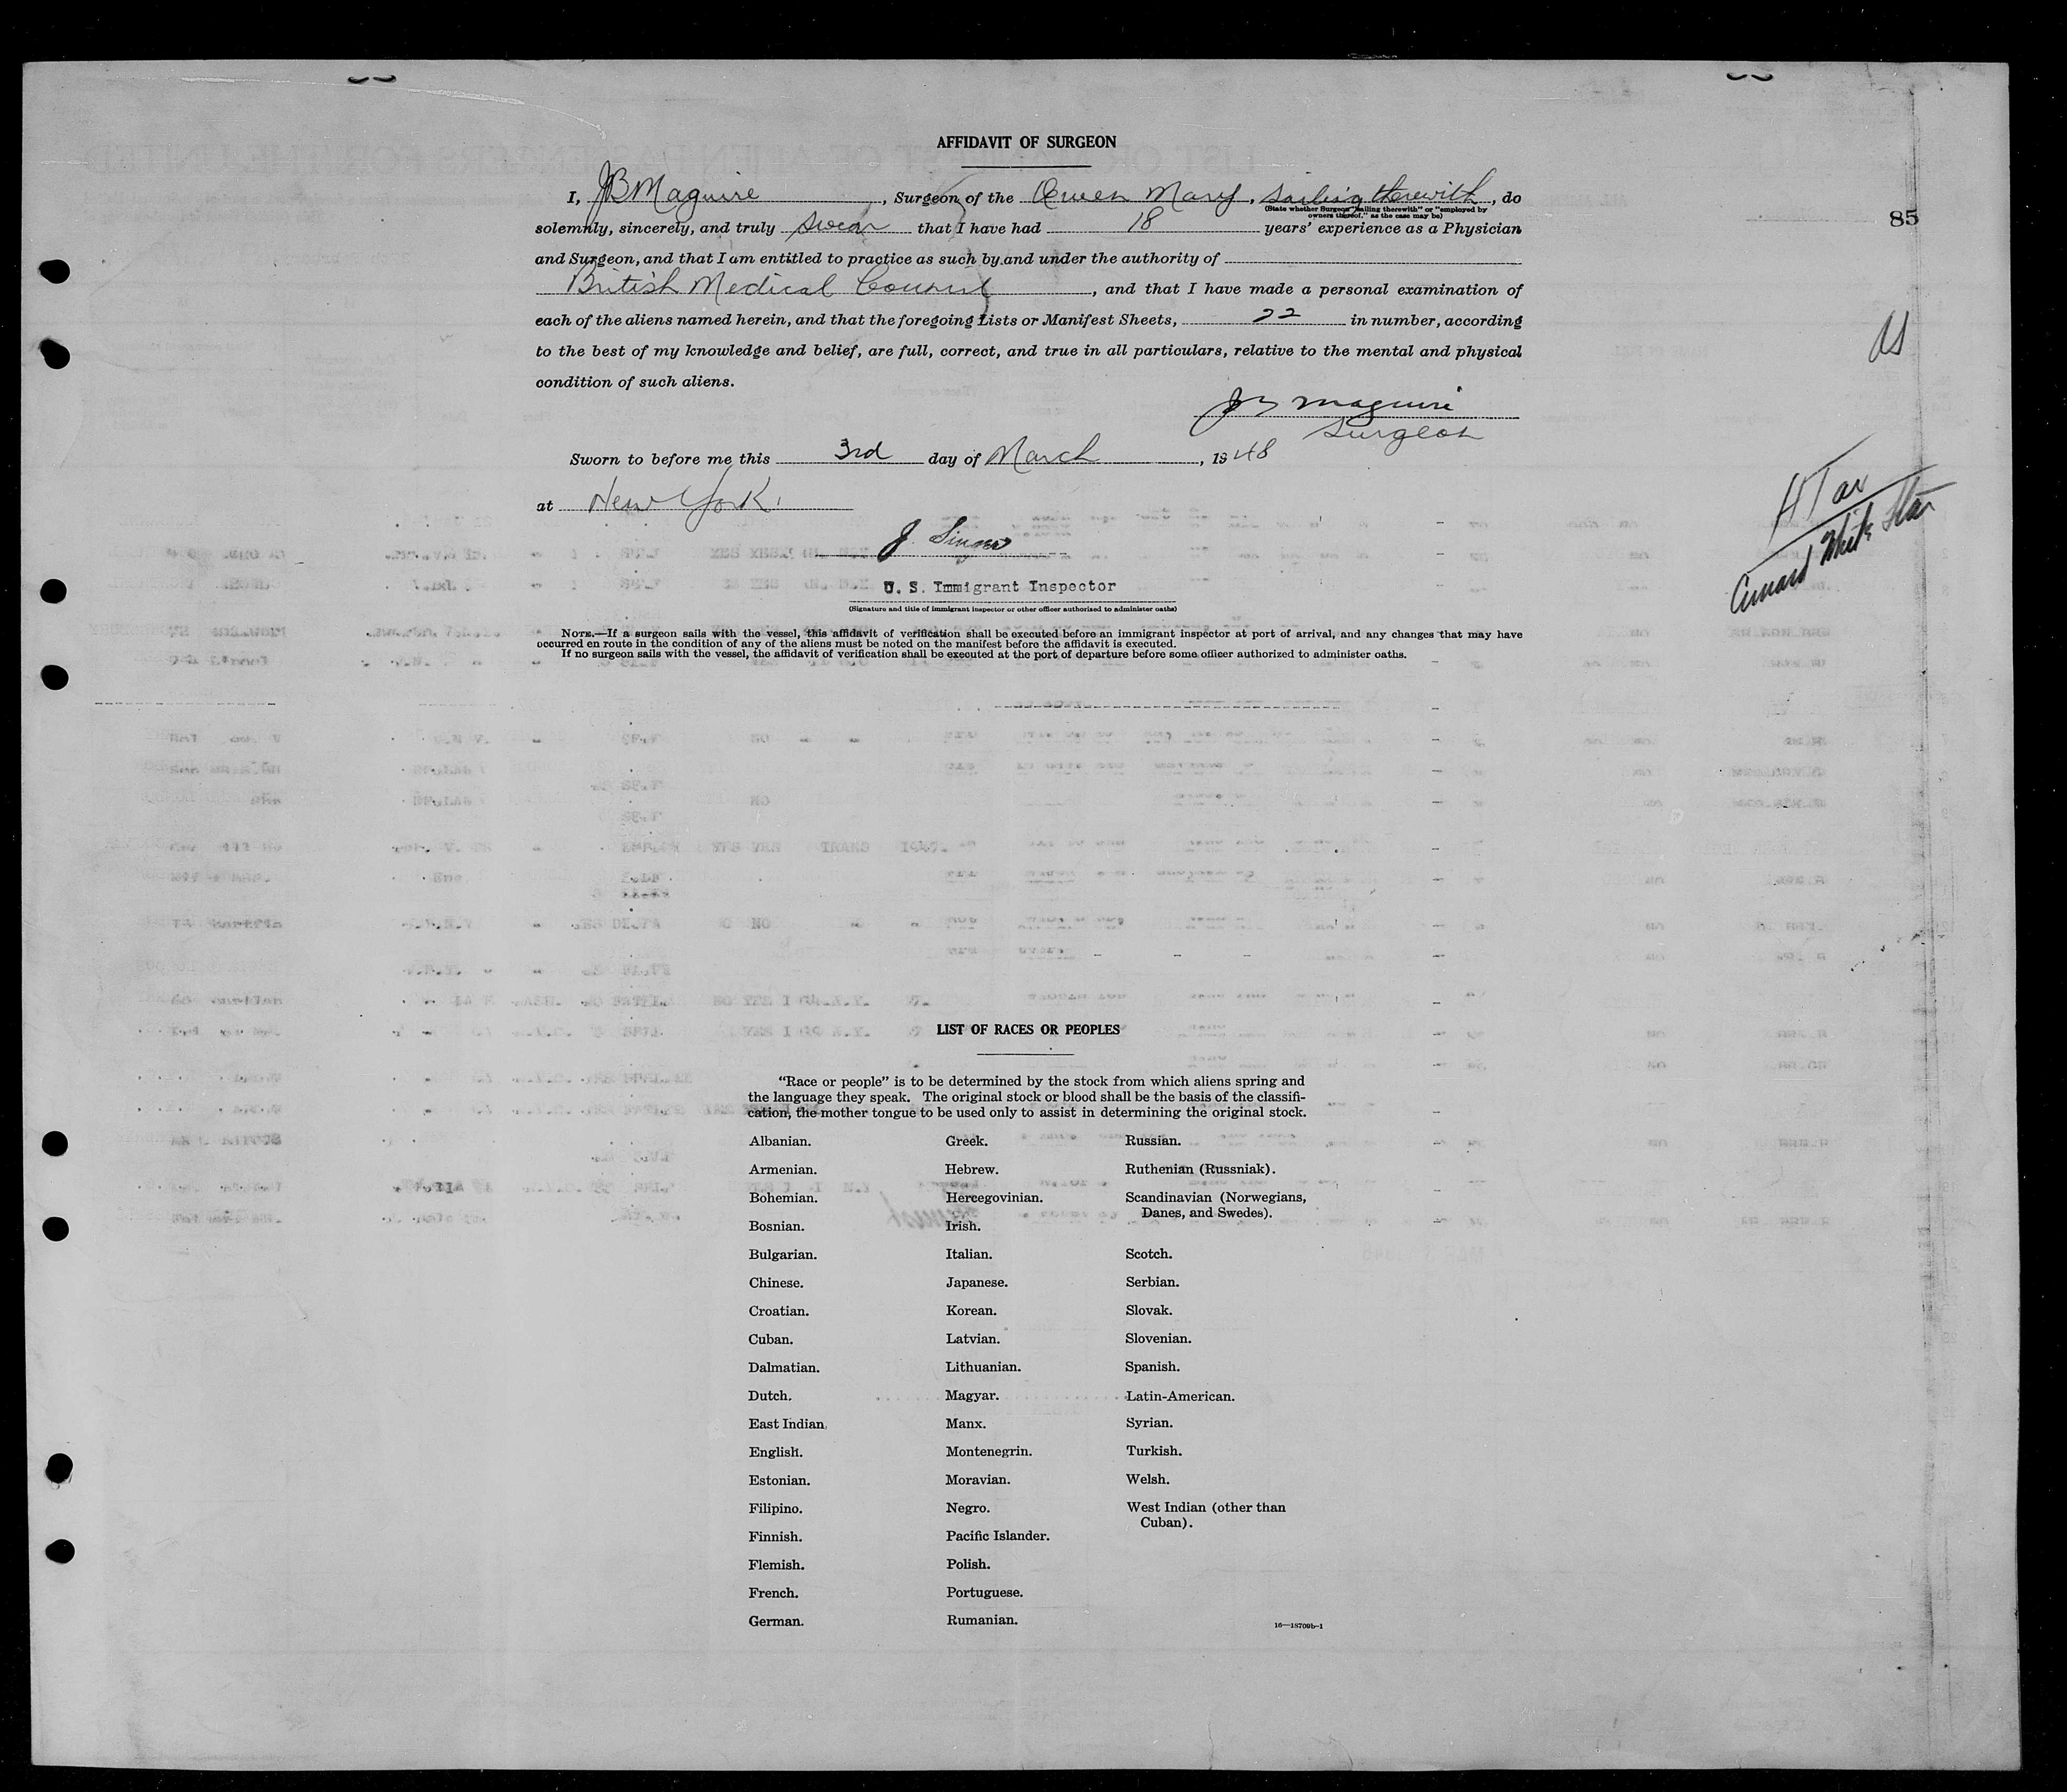 AFFIDAVIT OF SURGEON
I, JB Maguire, Surgeon of the Queen Mary, sailing therewith, do
(State whether Surgeon "sailing therewith" or "employed by
owners thereof," as the case may be)
85
solemnly, sincerely, and truly swear that I have had 18 years' experience as a Physician
and Surgeon, and that I am entitled to practice as such by and under the authority of
British Medical Council, and that I have made a personal examination of
each of the aliens named herein, and that the foregoing Lists or Manifest Sheets, 22 in number, according
to the best of my knowledge and belief, are full, correct, and true in all particulars, relative to the mental and physical
condition of such aliens.
JB Maguire
Surgeon
Sworn to before me this 3rd day of March, 1948
at New York.
H Tax
Cunard White Star
J. Singer
U. S. Immigrant Inspector
(Signature and title of immigrant inspector or other officer authorized to administer oaths)
NOTE.—If a surgeon sails with the vessel, this affidavit of verification shall be executed before an immigrant inspector at port of arrival, and any changes that may have
occurred en route in the condition of any of the aliens must be noted on the manifest before the affidavit is executed.
If no surgeon sails with the vessel, the affidavit of verification shall be executed at the port of departure before some officer authorized to administer oaths.
LIST OF RACES OR PEOPLES
"Race or people" is to be determined by the stock from which aliens spring and
the language they speak. The original stock or blood shall be the basis of the classifi-
cation, the mother tongue to be used only to assist in determining the original stock.
Albanian.
Armenian.
Bohemian.
Bosnian.
Bulgarian.
Chinese.
Croatian.
Cuban.
Dalmatian.
Dutch.
East Indian.
English.
Estonian.
Filipino.
Finnish.
Flemish.
French.
German.
Greek.
Hebrew.
Hercegovinian.
Irish.
Italian.
Japanese.
Korean.
Latvian.
Lithuanian.
Magyar.
Manx.
Montenegrin.
Moravian.
Negro.
Pacific Islander.
Polish.
Portuguese.
Rumanian.
Russian.
Ruthenian (Russniak).
Scandinavian (Norwegians,
Danes, and Swedes).
Scotch.
Serbian.
Slovak.
Slovenian.
Spanish.
Latin-American.
Syrian.
Turkish.
Welsh.
West Indian (other than
Cuban).
16—18709b-1